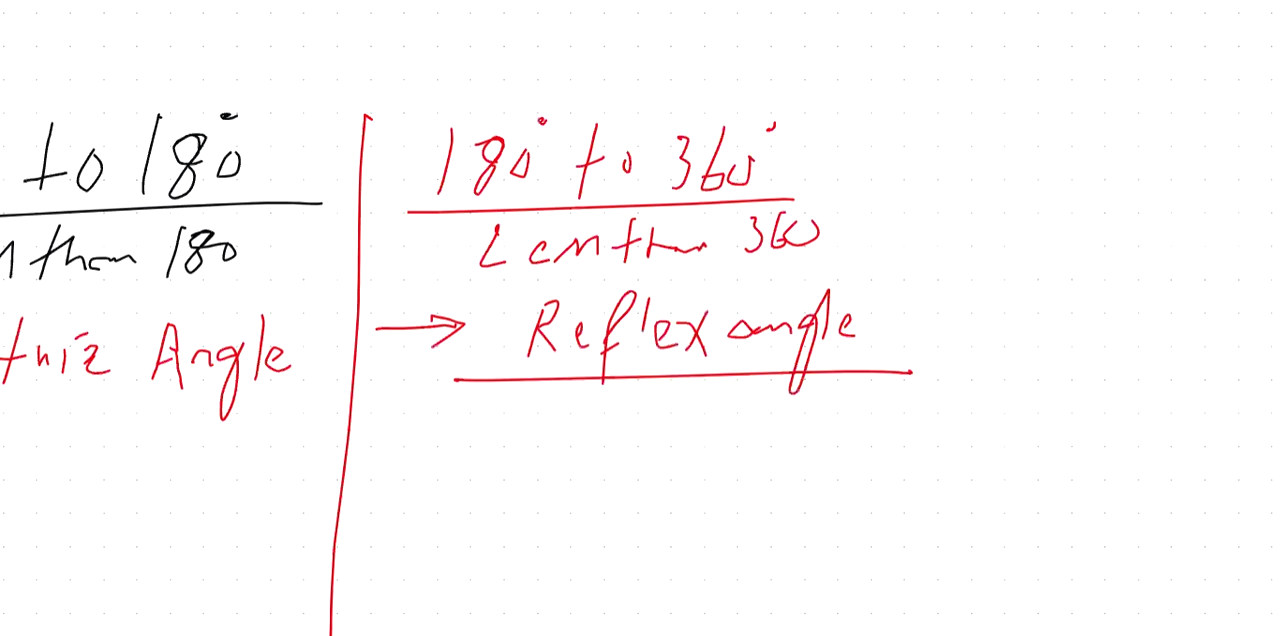 to 180°
than 180
Angle
180° to 360°
than 360
→ Reflex angle